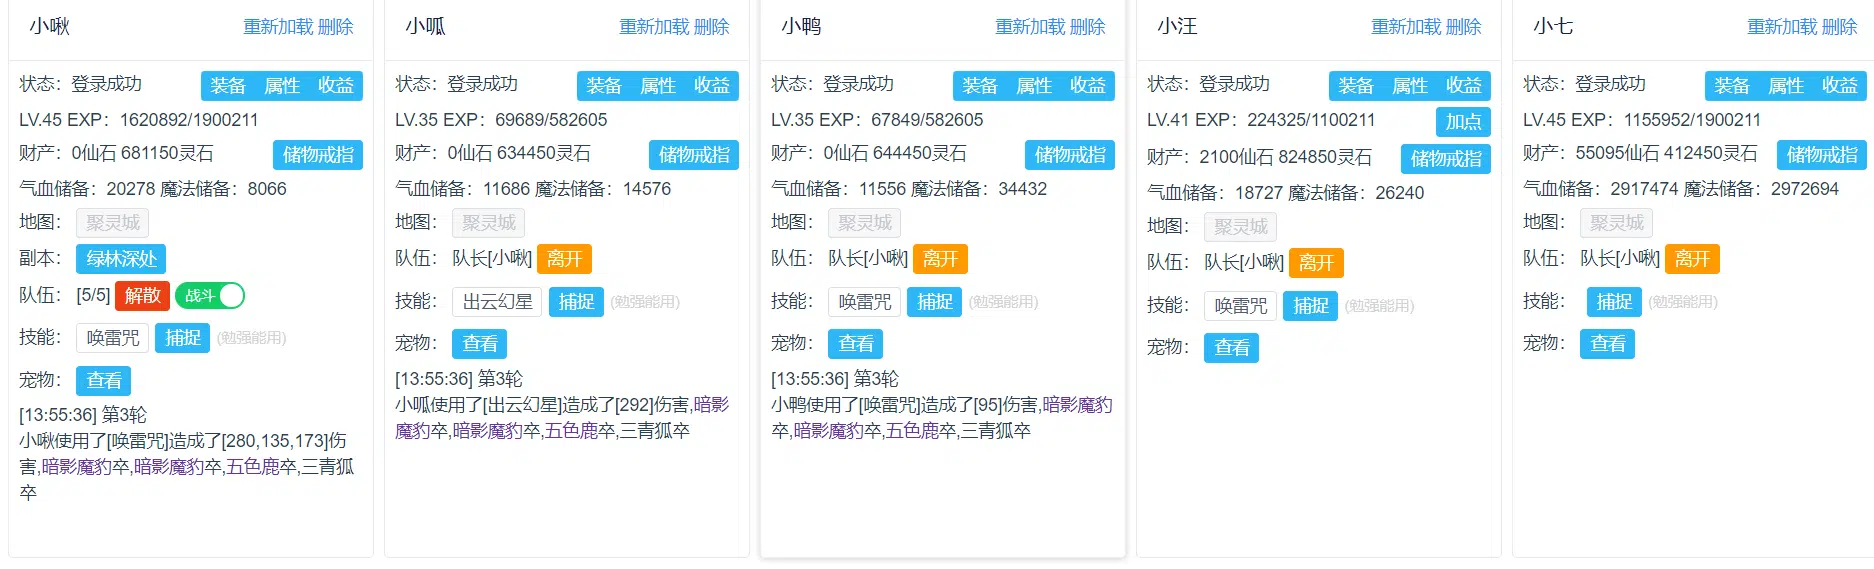 小啾 重新加载 删除
状态：登录成功 装备 属性 收益
LV.45 EXP：1620892/1900211
财产：0仙石 681150灵石 储物戒指
气血储备：20278 魔法储备：8066
地图：聚灵城
副本：绿林深处
队伍：[5/5] 解散 战斗
技能：唤雷咒 捕捉 (勉强能用)
宠物：查看
[13:55:36] 第3轮
小啾使用了[唤雷咒]造成了[280,135,173]伤
害,暗影魔豹卒,暗影魔豹卒,五色鹿卒,三青狐
卒
小呱 重新加载 删除
状态：登录成功 装备 属性 收益
LV.35 EXP：69689/582605
财产：0仙石 634450灵石 储物戒指
气血储备：11686 魔法储备：14576
地图：聚灵城
队伍：队长[小啾] 离开
技能：出云幻星 捕捉 (勉强能用)
宠物：查看
[13:55:36] 第3轮
小呱使用了[出云幻星]造成了[292]伤害,暗影
魔豹卒,暗影魔豹卒,五色鹿卒,三青狐卒
小鸭 重新加载 删除
状态：登录成功 装备 属性 收益
LV.35 EXP：67849/582605
财产：0仙石 644450灵石 储物戒指
气血储备：11556 魔法储备：34432
地图：聚灵城
队伍：队长[小啾] 离开
技能：唤雷咒 捕捉 (勉强能用)
宠物：查看
[13:55:36] 第3轮
小鸭使用了[唤雷咒]造成了[95]伤害,暗影魔豹
卒,暗影魔豹卒,五色鹿卒,三青狐卒
小汪 重新加载 删除
状态：登录成功 装备 属性 收益
LV.41 EXP：224325/1100211 加点
财产：2100仙石 824850灵石 储物戒指
气血储备：18727 魔法储备：26240
地图：聚灵城
队伍：队长[小啾] 离开
技能：唤雷咒 捕捉 (勉强能用)
宠物：查看
小七 重新加载 删除
状态：登录成功 装备 属性 收益
LV.45 EXP：1155952/1900211
财产：55095仙石 412450灵石 储物戒指
气血储备：2917474 魔法储备：2972694
地图：聚灵城
队伍：队长[小啾] 离开
技能：捕捉 (勉强能用)
宠物：查看